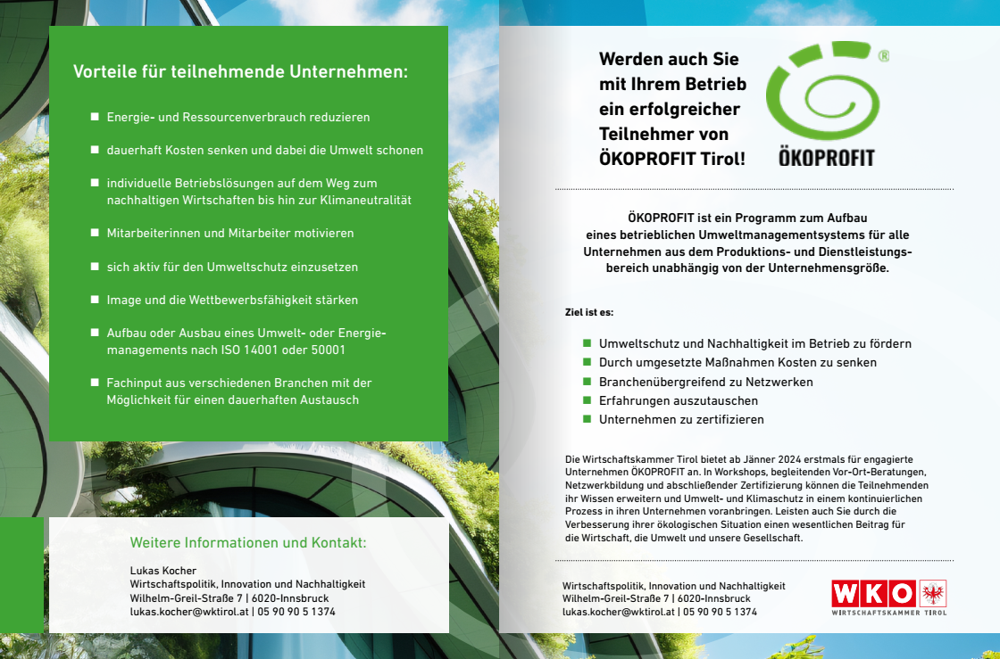 Vorteile für teilnehmende Unternehmen:
Energie- und Ressourcenverbrauch reduzieren
dauerhaft Kosten senken und dabei die Umwelt schonen
individuelle Betriebslösungen auf dem Weg zum
nachhaltigen Wirtschaften bis hin zur Klimaneutralität
Mitarbeiterinnen und Mitarbeiter motivieren
sich aktiv für den Umweltschutz einzusetzen
Image und die Wettbewerbsfähigkeit stärken
Aufbau oder Ausbau eines Umwelt- oder Energie-
managements nach ISO 14001 oder 50001
Fachinput aus verschiedenen Branchen mit der
Möglichkeit für einen dauerhaften Austausch
Weitere Informationen und Kontakt:
Lukas Kocher
Wirtschaftspolitik, Innovation und Nachhaltigkeit
Wilhelm-Greil-Straße 7 | 6020-Innsbruck
lukas.kocher@wktirol.at | 05 90 90 5 1374
Werden auch Sie
mit Ihrem Betrieb
ein erfolgreicher
Teilnehmer von
ÖKOPROFIT Tirol!
®
ÖKOPROFIT
ÖKOPROFIT ist ein Programm zum Aufbau
eines betrieblichen Umweltmanagementsystems für alle
Unternehmen aus dem Produktions- und Dienstleistungs-
bereich unabhängig von der Unternehmensgröße.
Ziel ist es:
Umweltschutz und Nachhaltigkeit im Betrieb zu fördern
Durch umgesetzte Maßnahmen Kosten zu senken
Branchenübergreifend zu Netzwerken
Erfahrungen auszutauschen
Unternehmen zu zertifizieren
Die Wirtschaftskammer Tirol bietet ab Jänner 2024 erstmals für engagierte
Unternehmen ÖKOPROFIT an. In Workshops, begleitenden Vor-Ort-Beratungen,
Netzwerkbildung und abschließender Zertifizierung können die Teilnehmenden
ihr Wissen erweitern und Umwelt- und Klimaschutz in einem kontinuierlichen
Prozess in ihren Unternehmen voranbringen. Leisten auch Sie durch die
Verbesserung ihrer ökologischen Situation einen wesentlichen Beitrag für
die Wirtschaft, die Umwelt und unsere Gesellschaft.
Wirtschaftspolitik, Innovation und Nachhaltigkeit
Wilhelm-Greil-Straße 7 | 6020-Innsbruck
lukas.kocher@wktirol.at | 05 90 90 5 1374
WKO
WIRTSCHAFTSKAMMER TIROL